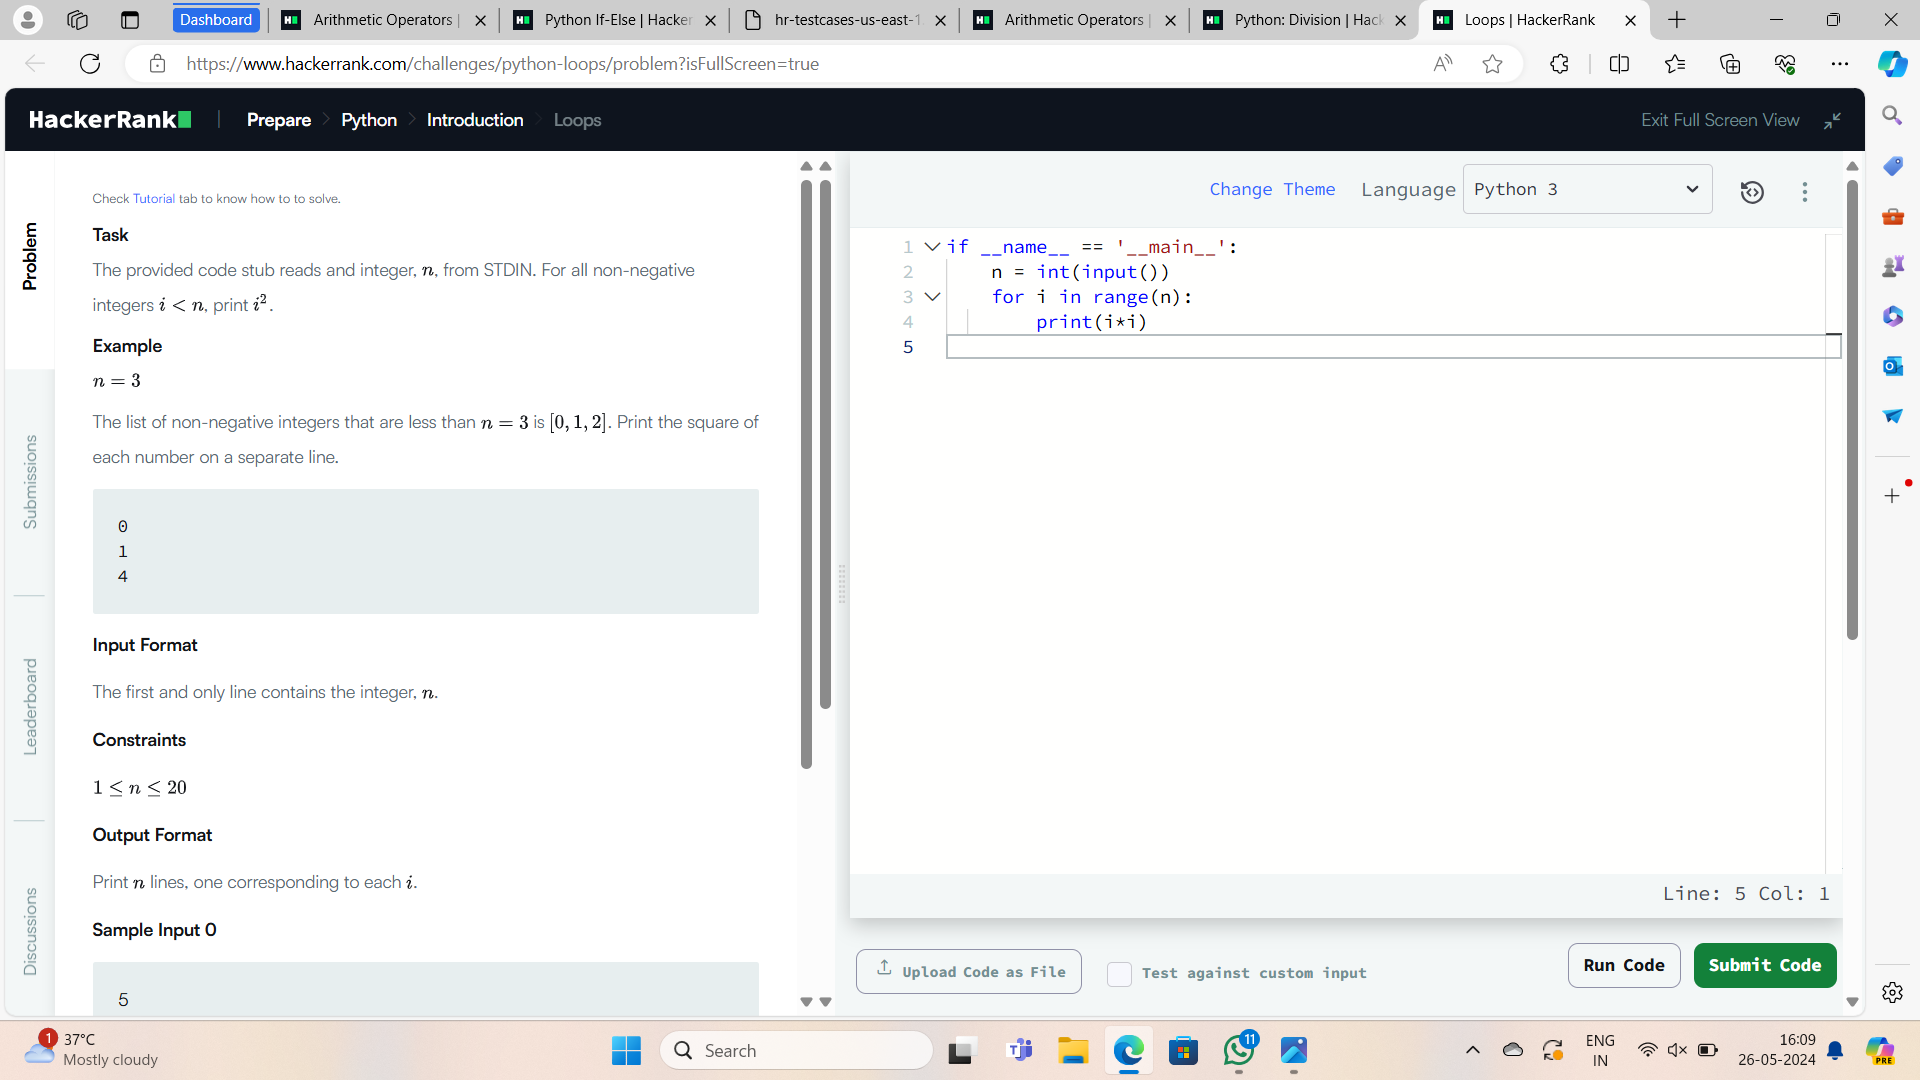 Dashboard
Arithmetic Operators |
Python If-Else | Hacker
hr-testcases-us-east-1
Arithmetic Operators |
Python: Division | Hack
Loops | HackerRank
https://www.hackerrank.com/challenges/python-loops/problem?isFullScreen=true
HackerRank
Prepare
Python
Introduction
Loops
Exit Full Screen View
Problem
Submissions
Leaderboard
Discussions
Check Tutorial tab to know how to to solve.
Task
The provided code stub reads and integer, n, from STDIN. For all non-negative
integers i < n, print i².
Example
n = 3
The list of non-negative integers that are less than n = 3 is [0, 1, 2]. Print the square of
each number on a separate line.
0
1
4
Input Format
The first and only line contains the integer, n.
Constraints
1 ≤ n ≤ 20
Output Format
Print n lines, one corresponding to each i.
Sample Input 0
5
Change Theme
Language
Python 3
1 if __name__ == '__main__':
2     n = int(input())
3     for i in range(n):
4         print(i*i)
5
Line: 5 Col: 1
Upload Code as File
Test against custom input
Run Code
Submit Code
1
37°C
Mostly cloudy
Search
11
ENG
IN
16:09
26-05-2024
PRE